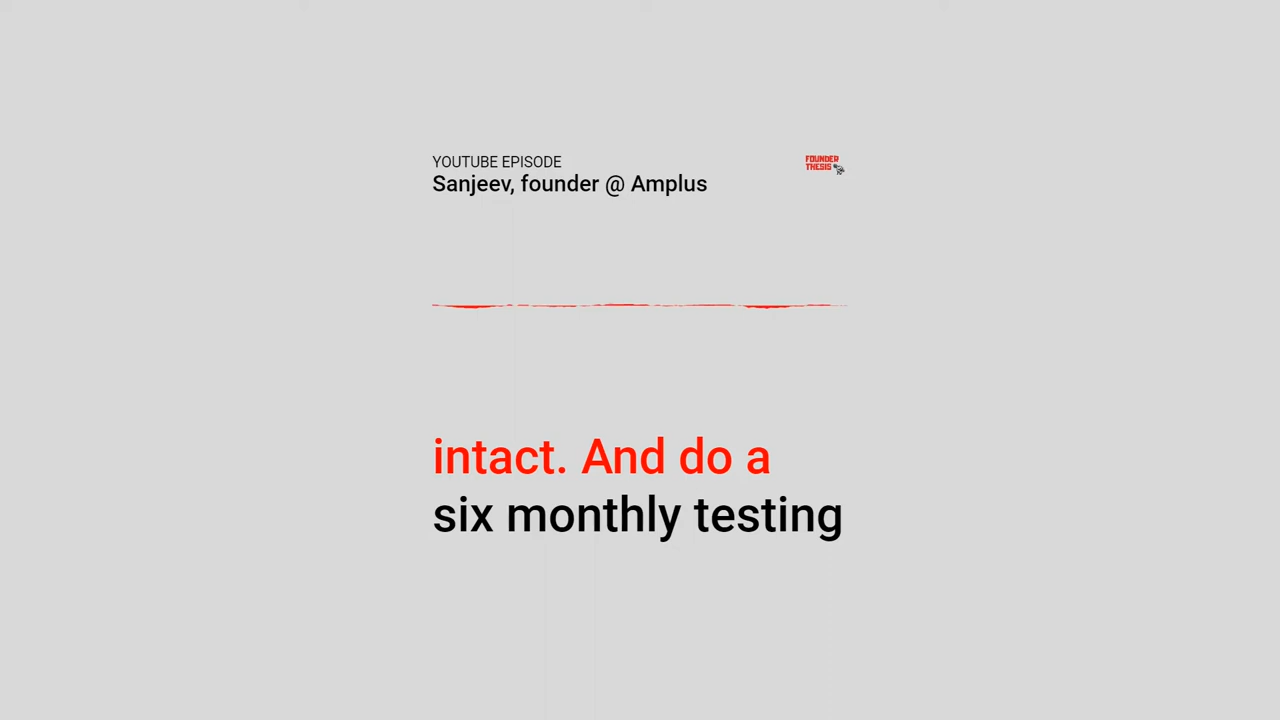 YOUTUBE EPISODE
Sanjeev, founder @ Amplus
FOUNDER
THESIS
intact. And do a
six monthly testing